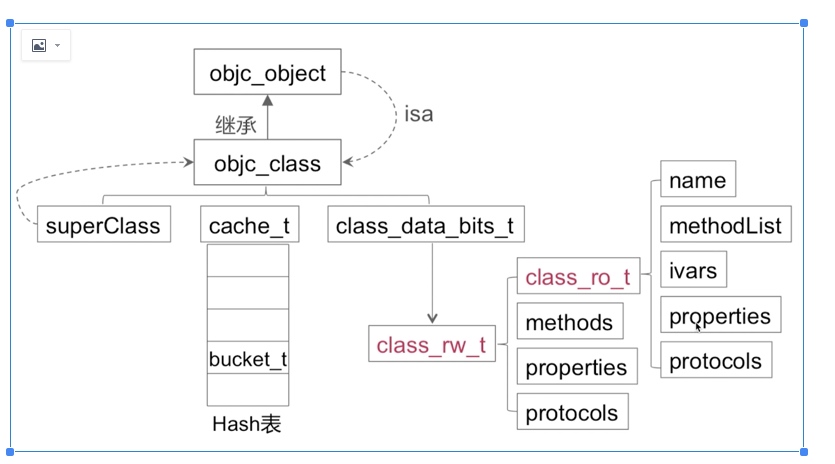 objc_object
isa
继承
objc_class
superClass
cache_t
class_data_bits_t
bucket_t
Hash表
class_rw_t
class_ro_t
methods
properties
protocols
name
methodList
ivars
properties
protocols